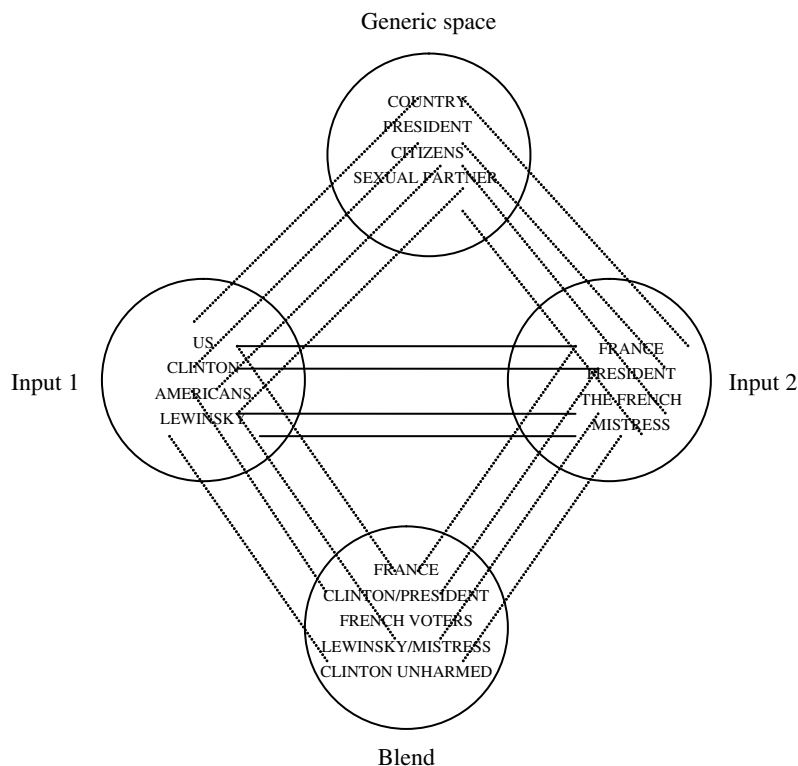 Generic space
COUNTRY
PRESIDENT
CITIZENS
SEXUAL PARTNER
Input 1
US
CLINTON
AMERICANS
LEWINSKY
FRANCE
PRESIDENT
THE FRENCH
MISTRESS
Input 2
FRANCE
CLINTON/PRESIDENT
FRENCH VOTERS
LEWINSKY/MISTRESS
CLINTON UNHARMED
Blend